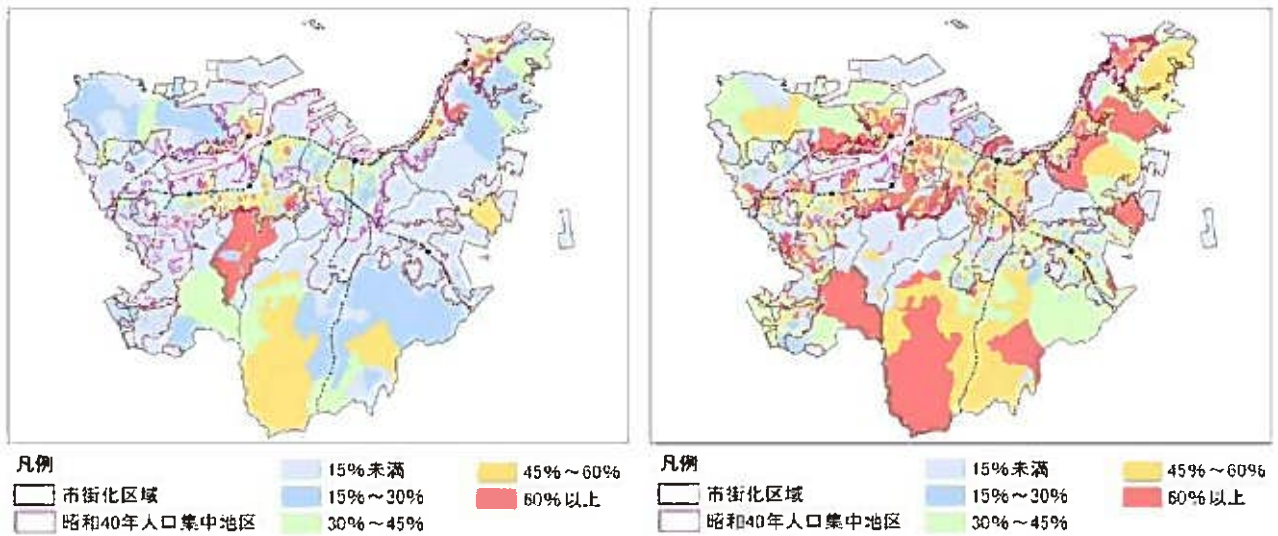 凡例
市街化区域
昭和40年人口集中地区
15%未満
15%～30%
30%～45%
45%～60%
60%以上
凡例
市街化区域
昭和40年人口集中地区
15%未満
15%～30%
30%～45%
45%～60%
60%以上